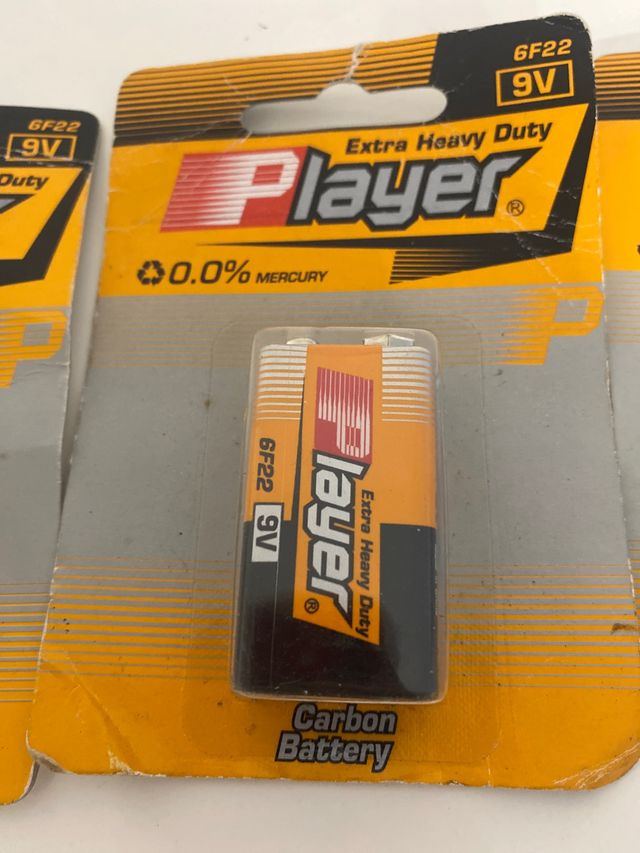 6F22
9V
Duty
6F22
9V
Extra Heavy Duty
Player®
0.0% MERCURY
P
P
Player®
Extra Heavy Duty
6F22
9V
Carbon
Battery